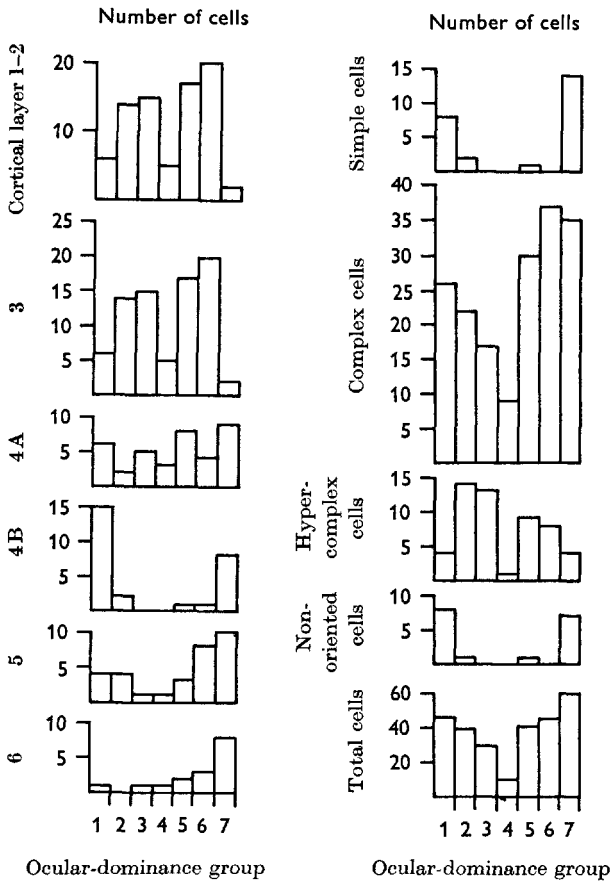 Number of cells
Cortical layer 1–2
20
10
3
25
20
15
10
5
4A
10
5
4B
15
10
5
5
10
5
6
10
5
1 2 3 4 5 6 7
Ocular-dominance group
Number of cells
Simple cells
15
10
5
Complex cells
40
35
30
25
20
15
10
5
Hyper-
complex
cells
15
10
5
Non-
oriented
cells
10
5
Total cells
60
40
20
1 2 3 4 5 6 7
Ocular-dominance group